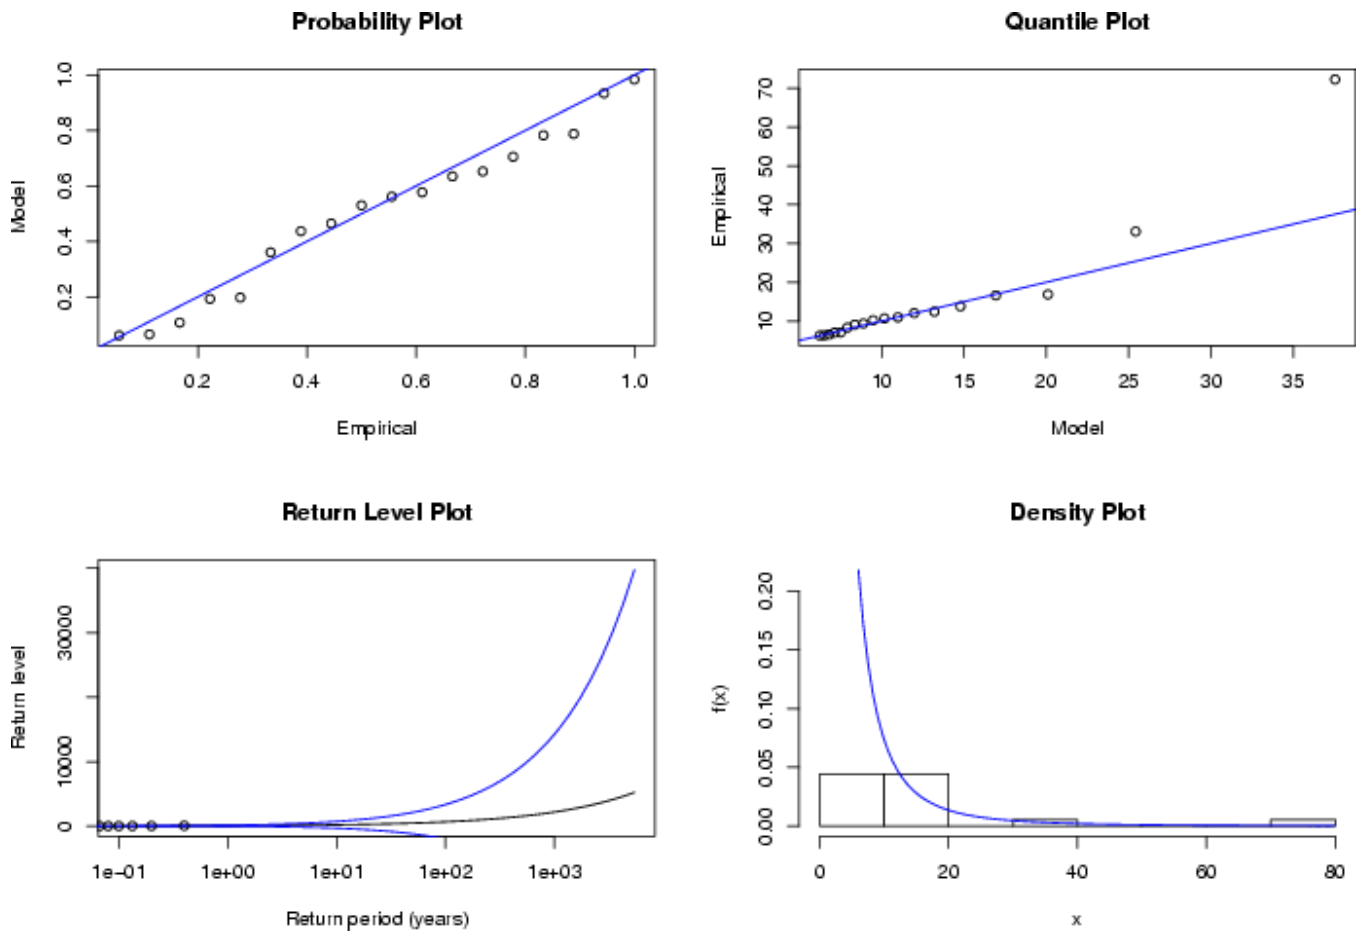 Probability Plot
Model
0.2 0.4 0.6 0.8 1.0
0.2 0.4 0.6 0.8 1.0
Empirical
Quantile Plot
Empirical
10 20 30 40 50 60 70
10 15 20 25 30 35
Model
Return Level Plot
Return level
0 10000 30000
1e−01 1e+00 1e+01 1e+02 1e+03
Return period (years)
Density Plot
f(x)
0.00 0.05 0.10 0.15 0.20
0 20 40 60 80
x